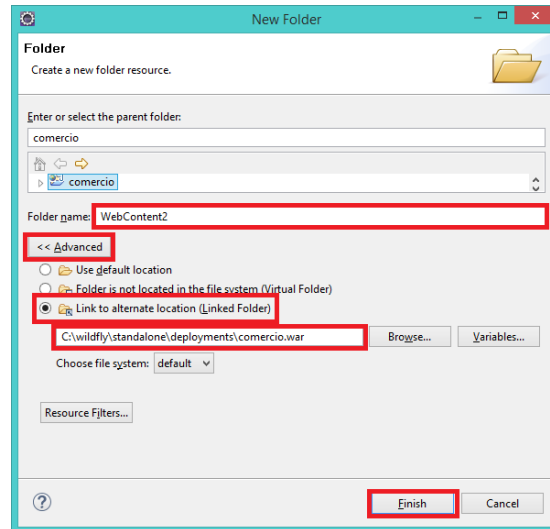 New Folder
Folder
Create a new folder resource.
Enter or select the parent folder:
comercio
comercio
Folder name: WebContent2
<< Advanced
Use default location
Folder is not located in the file system (Virtual Folder)
Link to alternate location (Linked Folder)
C:\wildfly\standalone\deployments\comercio.war Browse... Variables...
Choose file system: default
Resource Filters...
? Finish Cancel